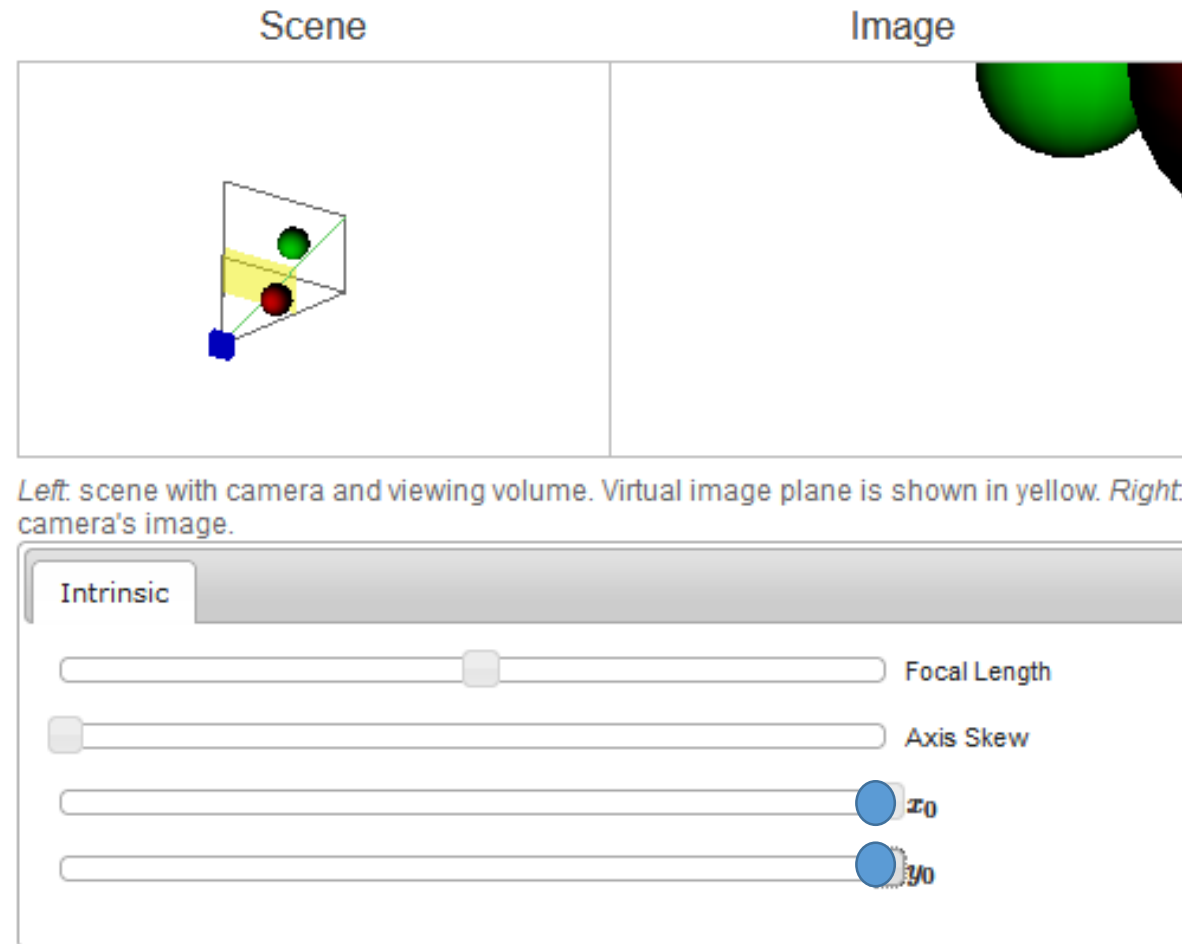 Scene Image
Left: scene with camera and viewing volume. Virtual image plane is shown in yellow. Right:
camera's image.
Intrinsic
Focal Length
Axis Skew
x₀
y₀